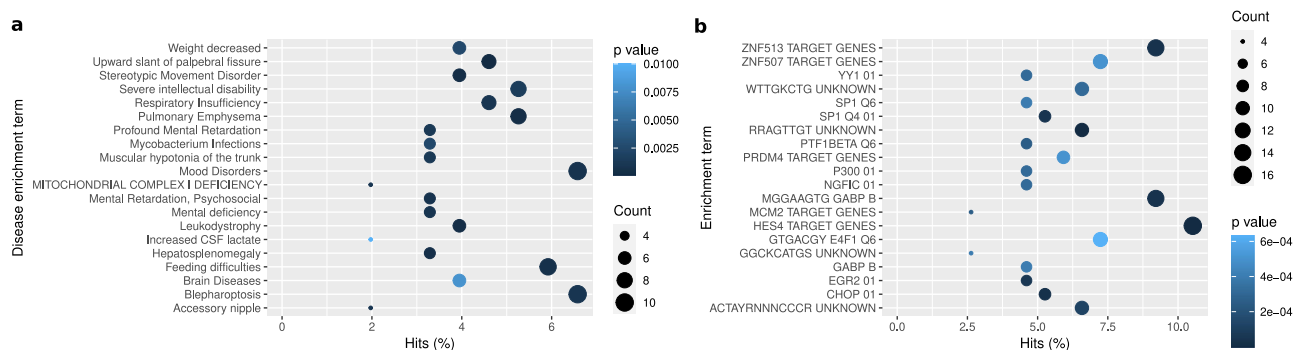 a
Disease enrichment term
Weight decreased
Upward slant of palpebral fissure
Stereotypic Movement Disorder
Severe intellectual disability
Respiratory Insufficiency
Pulmonary Emphysema
Profound Mental Retardation
Mycobacterium Infections
Muscular hypotonia of the trunk
Mood Disorders
MITOCHONDRIAL COMPLEX I DEFICIENCY
Mental Retardation, Psychosocial
Mental deficiency
Leukodystrophy
Increased CSF lactate
Hepatosplenomegaly
Feeding difficulties
Brain Diseases
Blepharoptosis
Accessory nipple
0 2 4 6
Hits (%)
p value
0.0100
0.0075
0.0050
0.0025
Count
4
6
8
10
b
Enrichment term
ZNF513 TARGET GENES
ZNF507 TARGET GENES
YY1 01
WTTGKCTG UNKNOWN
SP1 Q6
SP1 Q4 01
RRAGTTGT UNKNOWN
PTF1BETA Q6
PRDM4 TARGET GENES
P300 01
NGFIC 01
MGGAAGTG GABP B
MCM2 TARGET GENES
HES4 TARGET GENES
GTGACGY E4F1 Q6
GGCKCATGS UNKNOWN
GABP B
EGR2 01
CHOP 01
ACTAYRNNNCCCR UNKNOWN
0.0 2.5 5.0 7.5 10.0
Hits (%)
Count
4
6
8
10
12
14
16
p value
6e−04
4e−04
2e−04